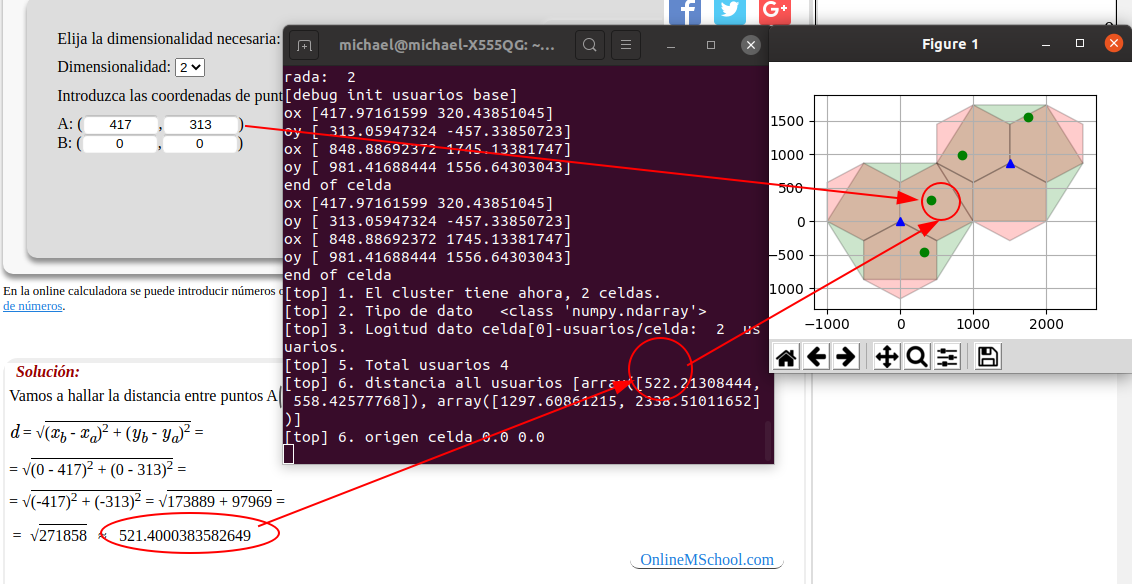 Elija la dimensionalidad necesaria:
Dimensionalidad: 2
Introduzca las coordenadas de
A: ( 417 , 313 )
B: ( 0 , 0 )
En la online calculadora se puede introducir números
de números.
Solución:
Vamos a hallar la distancia entre puntos A(
d = √(x_b - x_a)² + (y_b - y_a)² =
= √(0 - 417)² + (0 - 313)² =
= √(-417)² + (-313)² = √173889 + 97969 =
= √271858 ≈ 521.4000383582649
OnlineMSchool.com
f G+
michael@michael-X555QG: ~...
rada:  2
[debug init usuarios base]
ox [417.97161599 320.43851045]
oy [ 313.05947324 -457.33850723]
ox [ 848.88692372 1745.13381747]
oy [ 981.41688444 1556.64303043]
end of celda
ox [417.97161599 320.43851045]
oy [ 313.05947324 -457.33850723]
ox [ 848.88692372 1745.13381747]
oy [ 981.41688444 1556.64303043]
end of celda
[top] 1. El cluster tiene ahora, 2 celdas.
[top] 2. Tipo de dato   <class 'numpy.ndarray'>
[top] 3. Logitud dato celda[0]-usuarios/celda:  2  us
uarios.
[top] 5. Total usuarios 4
[top] 6. distancia all usuarios [array([522.21308444,
 558.42577768]), array([1297.60861215, 2338.51011652]
)]
[top] 6. origen celda 0.0 0.0
Figure 1
1500
1000
500
0
−500
1000
−1000 0 1000 2000